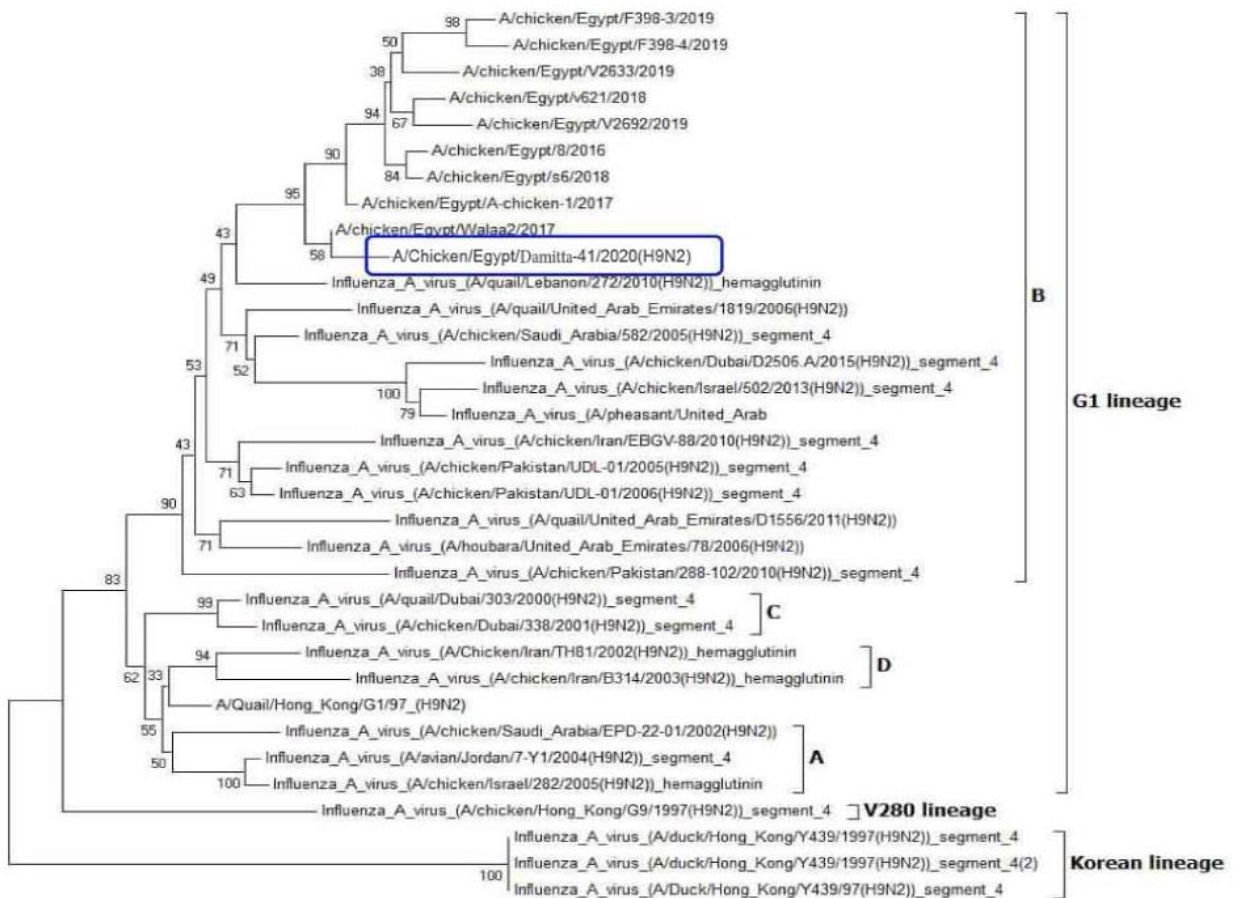 98
A/chicken/Egypt/F398-3/2019
50
A/chicken/Egypt/F398-4/2019
38
A/chicken/Egypt/V2633/2019
A/chicken/Egypt/v621/2018
94
67
A/chicken/Egypt/V2692/2019
90
A/chicken/Egypt/8/2016
84
A/chicken/Egypt/s6/2018
95
A/chicken/Egypt/A-chicken-1/2017
A/chicken/Egypt/Walaa2/2017
43
58
A/Chicken/Egypt/Damitta-41/2020(H9N2)
49
Influenza_A_virus_(A/quail/Lebanon/272/2010(H9N2))_hemagglutinin
B
Influenza_A_virus_(A/quail/United_Arab_Emirates/1819/2006(H9N2))
71
Influenza_A_virus_(A/chicken/Saudi_Arabia/582/2005(H9N2))_segment_4
53
52
Influenza_A_virus_(A/chicken/Dubai/D2506.A/2015(H9N2))_segment_4
100
Influenza_A_virus_(A/chicken/Israel/502/2013(H9N2))_segment_4
79
Influenza_A_virus_(A/pheasant/United_Arab
G1 lineage
43
Influenza_A_virus_(A/chicken/Iran/EBGV-88/2010(H9N2))_segment_4
71
Influenza_A_virus_(A/chicken/Pakistan/UDL-01/2005(H9N2))_segment_4
63
Influenza_A_virus_(A/chicken/Pakistan/UDL-01/2006(H9N2))_segment_4
90
Influenza_A_virus_(A/quail/United_Arab_Emirates/D1556/2011(H9N2))
71
Influenza_A_virus_(A/houbara/United_Arab_Emirates/78/2006(H9N2))
Influenza_A_virus_(A/chicken/Pakistan/288-102/2010(H9N2))_segment_4
83
99
Influenza_A_virus_(A/quail/Dubai/303/2000(H9N2))_segment_4
C
Influenza_A_virus_(A/chicken/Dubai/338/2001(H9N2))_segment_4
94
Influenza_A_virus_(A/Chicken/Iran/TH81/2002(H9N2))_hemagglutinin
D
62
33
Influenza_A_virus_(A/chicken/Iran/B314/2003(H9N2))_hemagglutinin
A/Quail/Hong_Kong/G1/97_(H9N2)
55
Influenza_A_virus_(A/chicken/Saudi_Arabia/EPD-22-01/2002(H9N2))
50
Influenza_A_virus_(A/avian/Jordan/7-Y1/2004(H9N2))_segment_4
A
100
Influenza_A_virus_(A/chicken/Israel/282/2005(H9N2))_hemagglutinin
Influenza_A_virus_(A/chicken/Hong_Kong/G9/1997(H9N2))_segment_4
V280 lineage
Influenza_A_virus_(A/duck/Hong_Kong/Y439/1997(H9N2))_segment_4
Influenza_A_virus_(A/duck/Hong_Kong/Y439/1997(H9N2))_segment_4(2)
Korean lineage
100
Influenza_A_virus_(A/Duck/Hong_Kong/Y439/97(H9N2))_segment_4